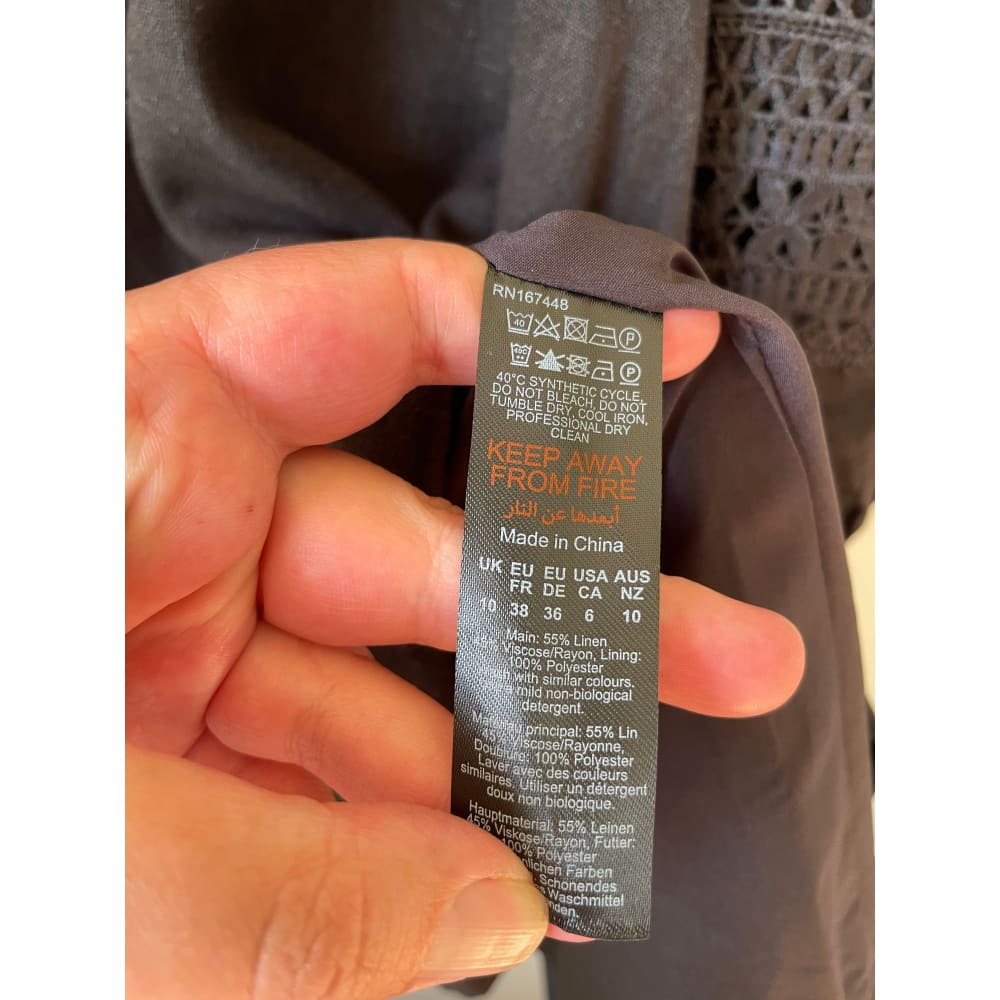 RN167448
40
40C
40°C SYNTHETIC CYCLE,
DO NOT BLEACH, DO NOT
TUMBLE DRY, COOL IRON,
PROFESSIONAL DRY
CLEAN
KEEP AWAY
FROM FIRE
أبعدها عن النار
Made in China
UK EU EU USA AUS
FR DE CA NZ
10 38 36 6 10
Main: 55% Linen
Viscose/Rayon, Lining:
100% Polyester
with similar colours.
mild non-biological
detergent.
principal: 55% Lin
Viscose/Rayonne,
Doublure: 100% Polyester
Laver avec des couleurs
similaires. Utiliser un détergent
doux non biologique.
Hauptmaterial: 55% Leinen
45% Viskose/Rayon, Futter:
100% Polyester
Farben
Schonendes
Waschmittel